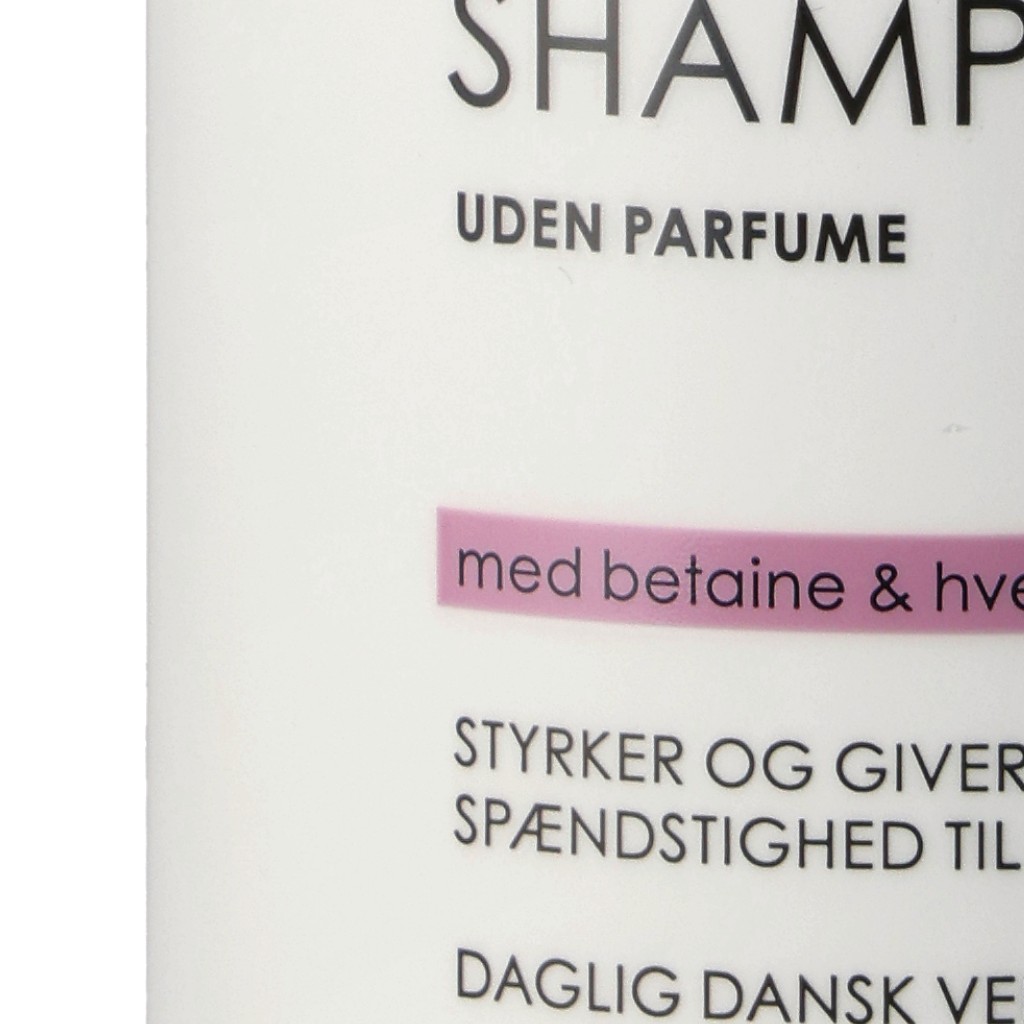 SHAMP
UDEN PARFUME
med betaine & hve
STYRKER OG GIVER
SPÆNDSTIGHED TIL
DAGLIG DANSK VE